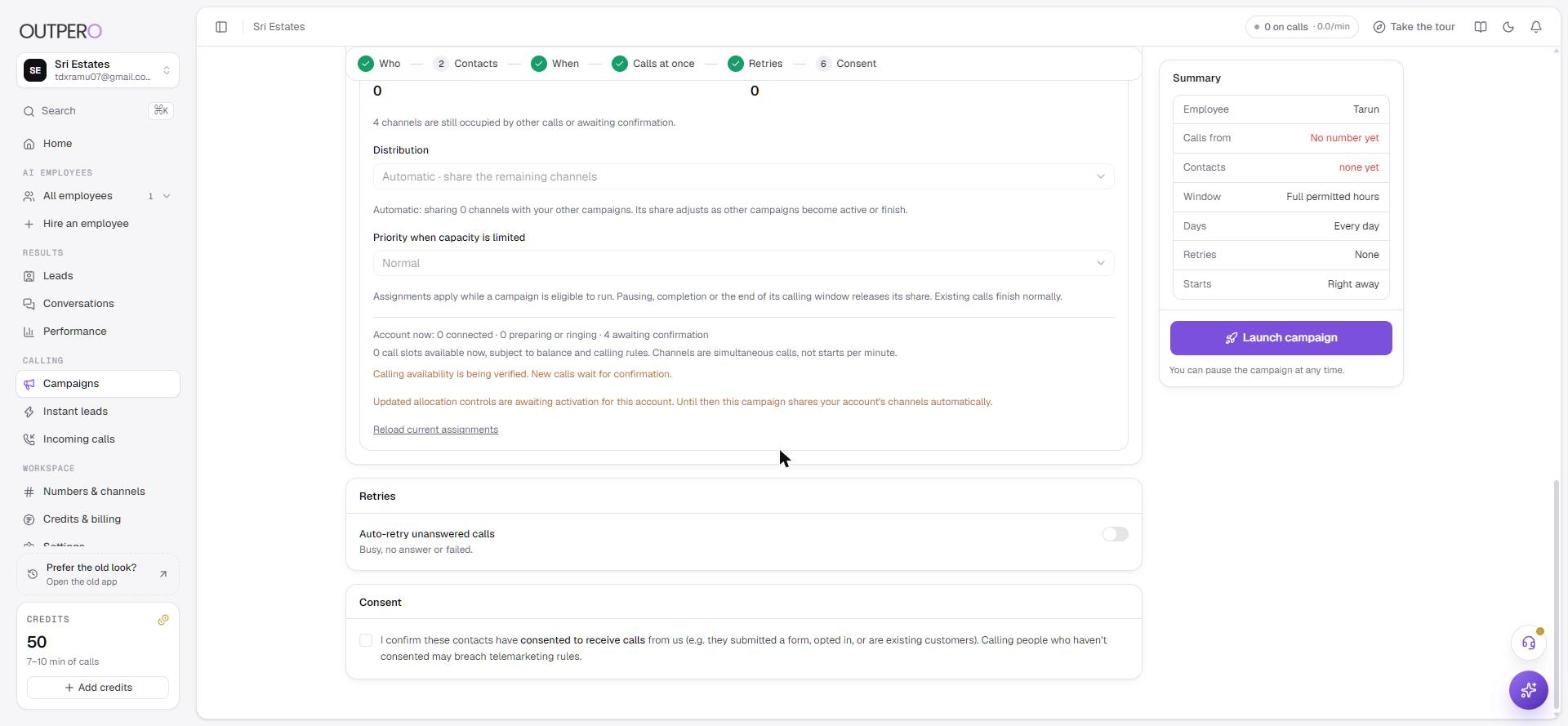 OUTPERO
Sri Estates
0 on calls · 0.0/min
Take the tour
SE
Sri Estates
tdxramu07@gmail.co...
Search
⌘K
Home
AI EMPLOYEES
All employees 1
Hire an employee
RESULTS
Leads
Conversations
Performance
CALLING
Campaigns
Instant leads
Incoming calls
WORKSPACE
Numbers & channels
Credits & billing
Settings
Prefer the old look?
Open the old app
CREDITS
50
7–10 min of calls
+ Add credits
Who
2 Contacts
When
Calls at once
Retries
6 Consent
0
0
4 channels are still occupied by other calls or awaiting confirmation.
Distribution
Automatic · share the remaining channels
Automatic: sharing 0 channels with your other campaigns. Its share adjusts as other campaigns become active or finish.
Priority when capacity is limited
Normal
Assignments apply while a campaign is eligible to run. Pausing, completion or the end of its calling window releases its share. Existing calls finish normally.
Account now: 0 connected · 0 preparing or ringing · 4 awaiting confirmation
0 call slots available now, subject to balance and calling rules. Channels are simultaneous calls, not starts per minute.
Calling availability is being verified. New calls wait for confirmation.
Updated allocation controls are awaiting activation for this account. Until then this campaign shares your account's channels automatically.
Reload current assignments
Retries
Auto-retry unanswered calls
Busy, no answer or failed.
Consent
I confirm these contacts have consented to receive calls from us (e.g. they submitted a form, opted in, or are existing customers). Calling people who haven't
consented may breach telemarketing rules.
Summary
Employee Tarun
Calls from No number yet
Contacts none yet
Window Full permitted hours
Days Every day
Retries None
Starts Right away
Launch campaign
You can pause the campaign at any time.